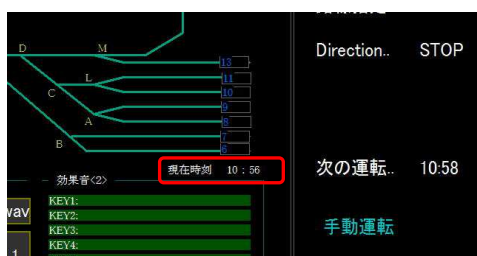 Direction.. STOP
D
M
13
L
11
C
10
9
A
8
B
7
6
現在時刻 10 : 56
次の運転.. 10:58
効果音<2>
wav
KEY1:
KEY2:
手動運転
KEY3:
1
KEY4: